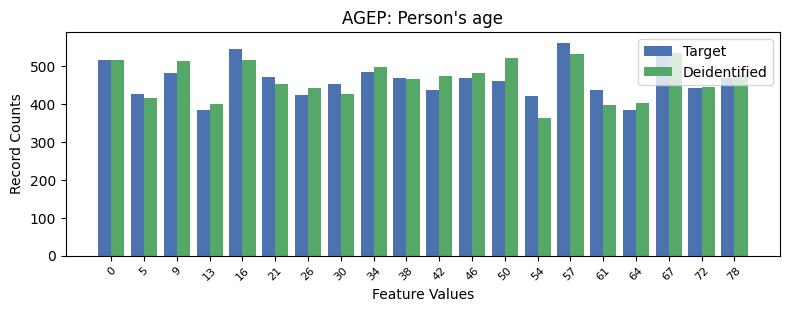 AGEP: Person's age
Target
Deidentified
Record Counts
500
400
300
200
100
0
0 5 9 13 16 21 26 30 34 38 42 46 50 54 57 61 64 67 72 78
Feature Values